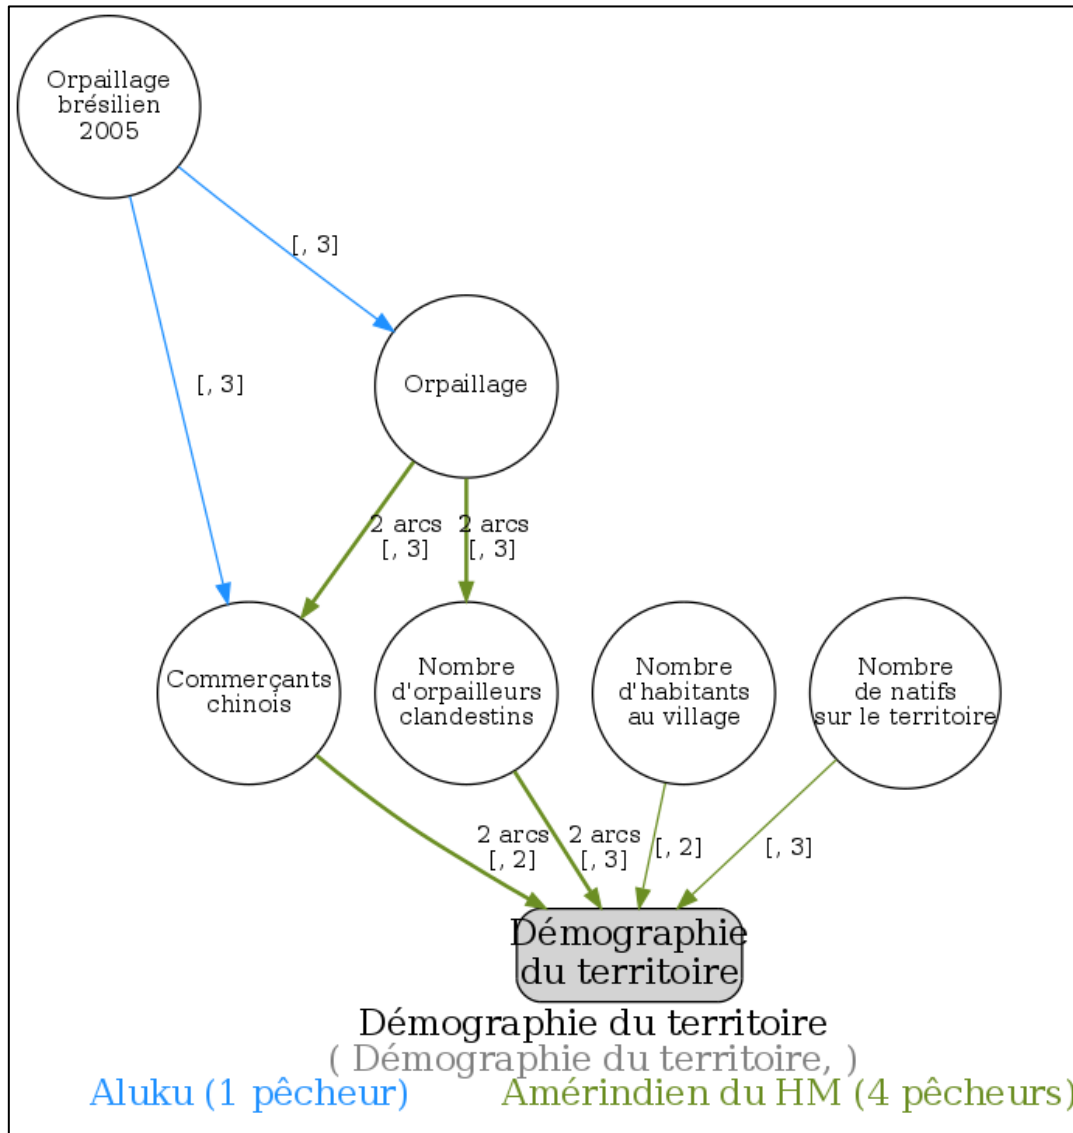 Orpaillage
brésilien
2005
[, 3]
Orpaillage
[, 3]
2 arcs
[, 3]
2 arcs
[, 3]
Commerçants
chinois
Nombre
d'orpailleurs
clandestins
Nombre
d'habitants
au village
Nombre
de natifs
sur le territoire
2 arcs
[, 2]
2 arcs
[, 3]
[, 2]
[, 3]
Démographie
du territoire
Démographie du territoire
( Démographie du territoire, )
Aluku (1 pêcheur)
Amérindien du HM (4 pêcheurs)